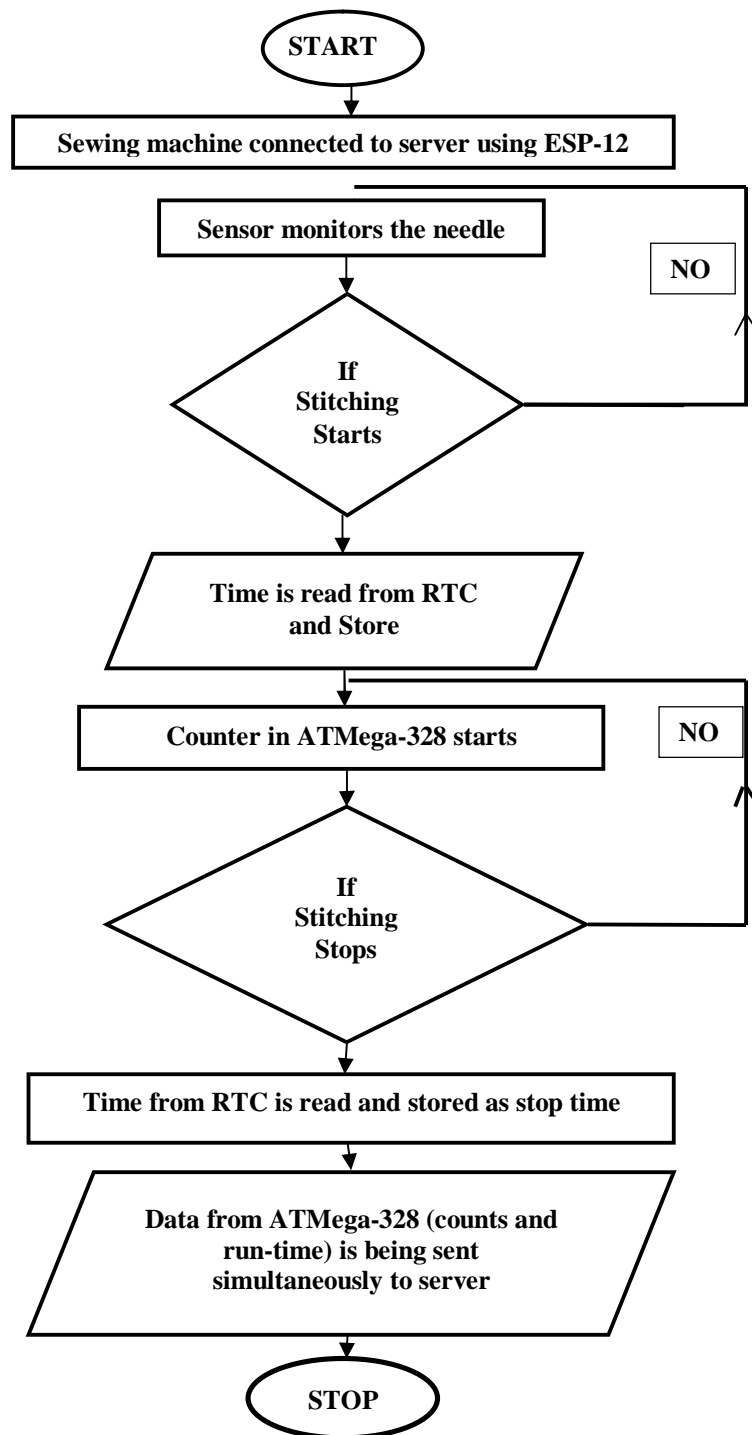 START
Sewing machine connected to server using ESP-12
Sensor monitors the needle
NO
If
Stitching
Starts
Time is read from RTC
and Store
Counter in ATMega-328 starts
NO
If
Stitching
Stops
Time from RTC is read and stored as stop time
Data from ATMega-328 (counts and
run-time) is being sent
simultaneously to server
STOP